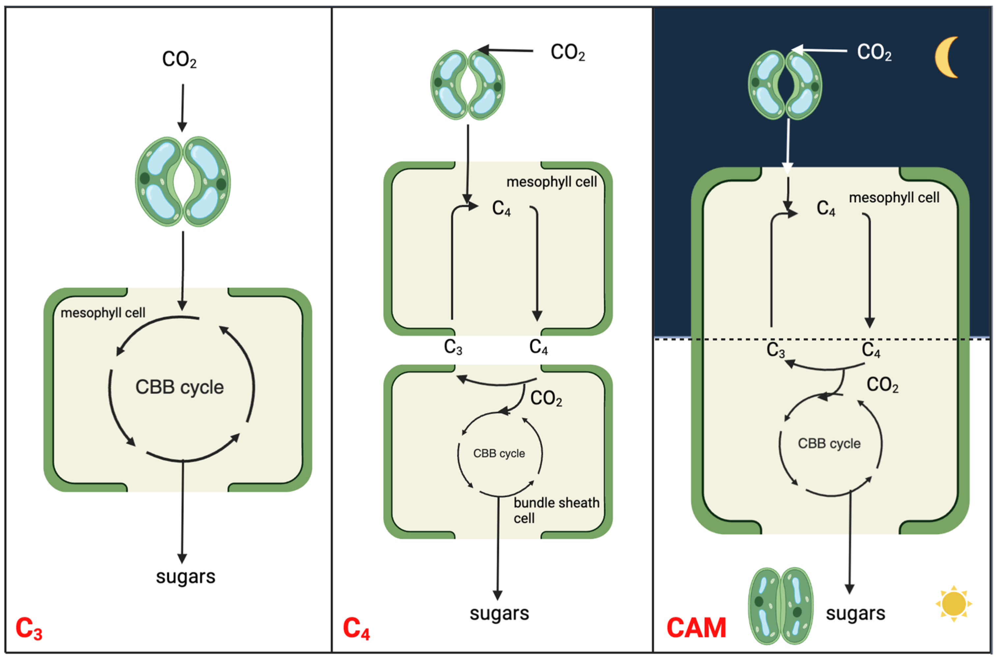 CO₂
mesophyll cell
CBB cycle
sugars
C₃
CO₂
mesophyll cell
C₄
C₃
C₄
CO₂
CBB cycle
bundle sheath
cell
sugars
C₄
CO₂
mesophyll cell
C₄
C₃
C₄
CO₂
CBB cycle
sugars
CAM